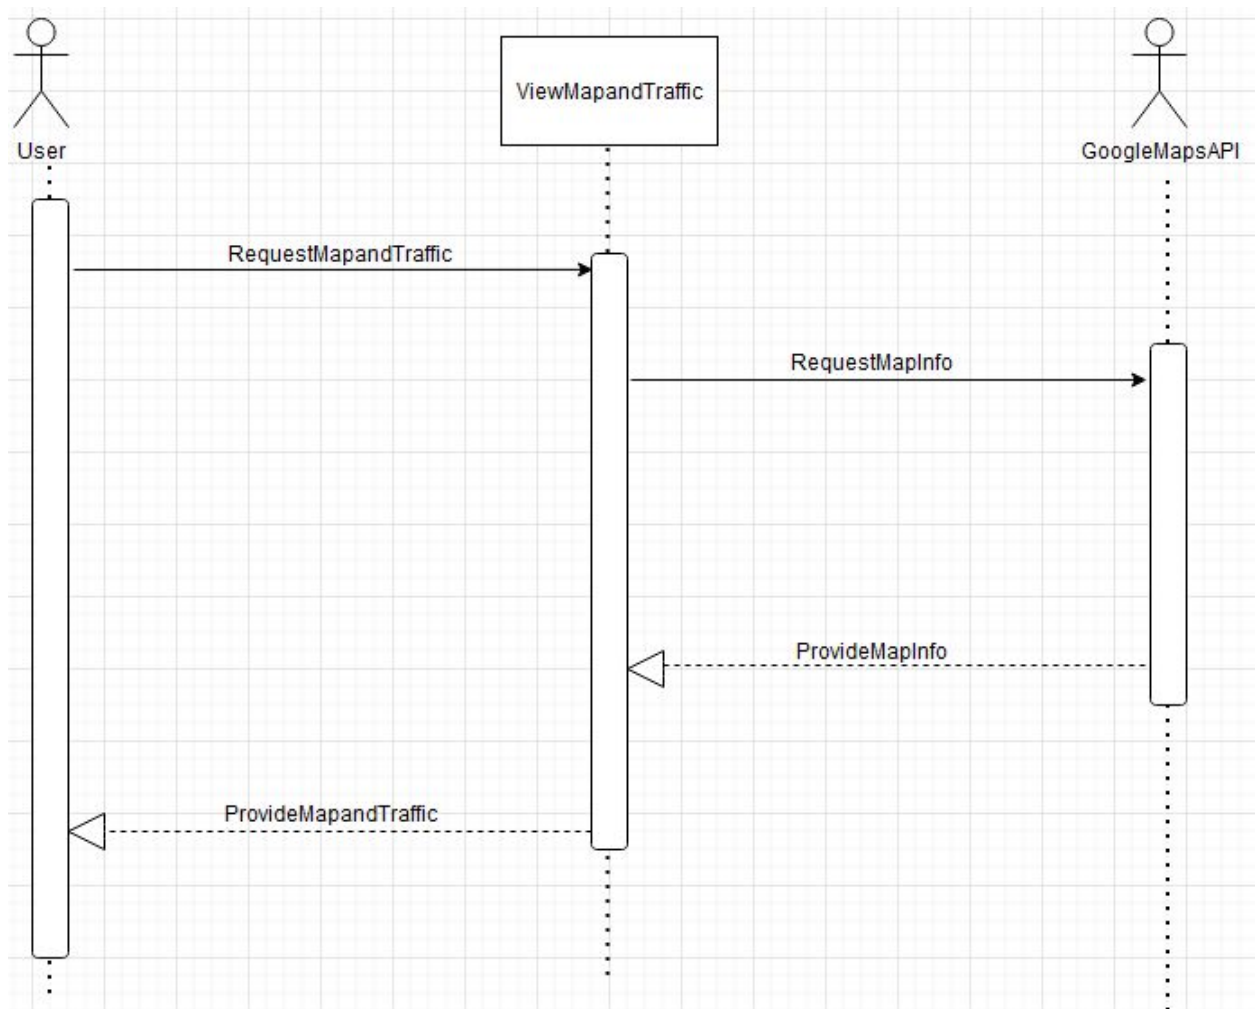 ViewMapandTraffic
User
GoogleMapsAPI
RequestMapandTraffic
RequestMapInfo
ProvideMapInfo
ProvideMapandTraffic